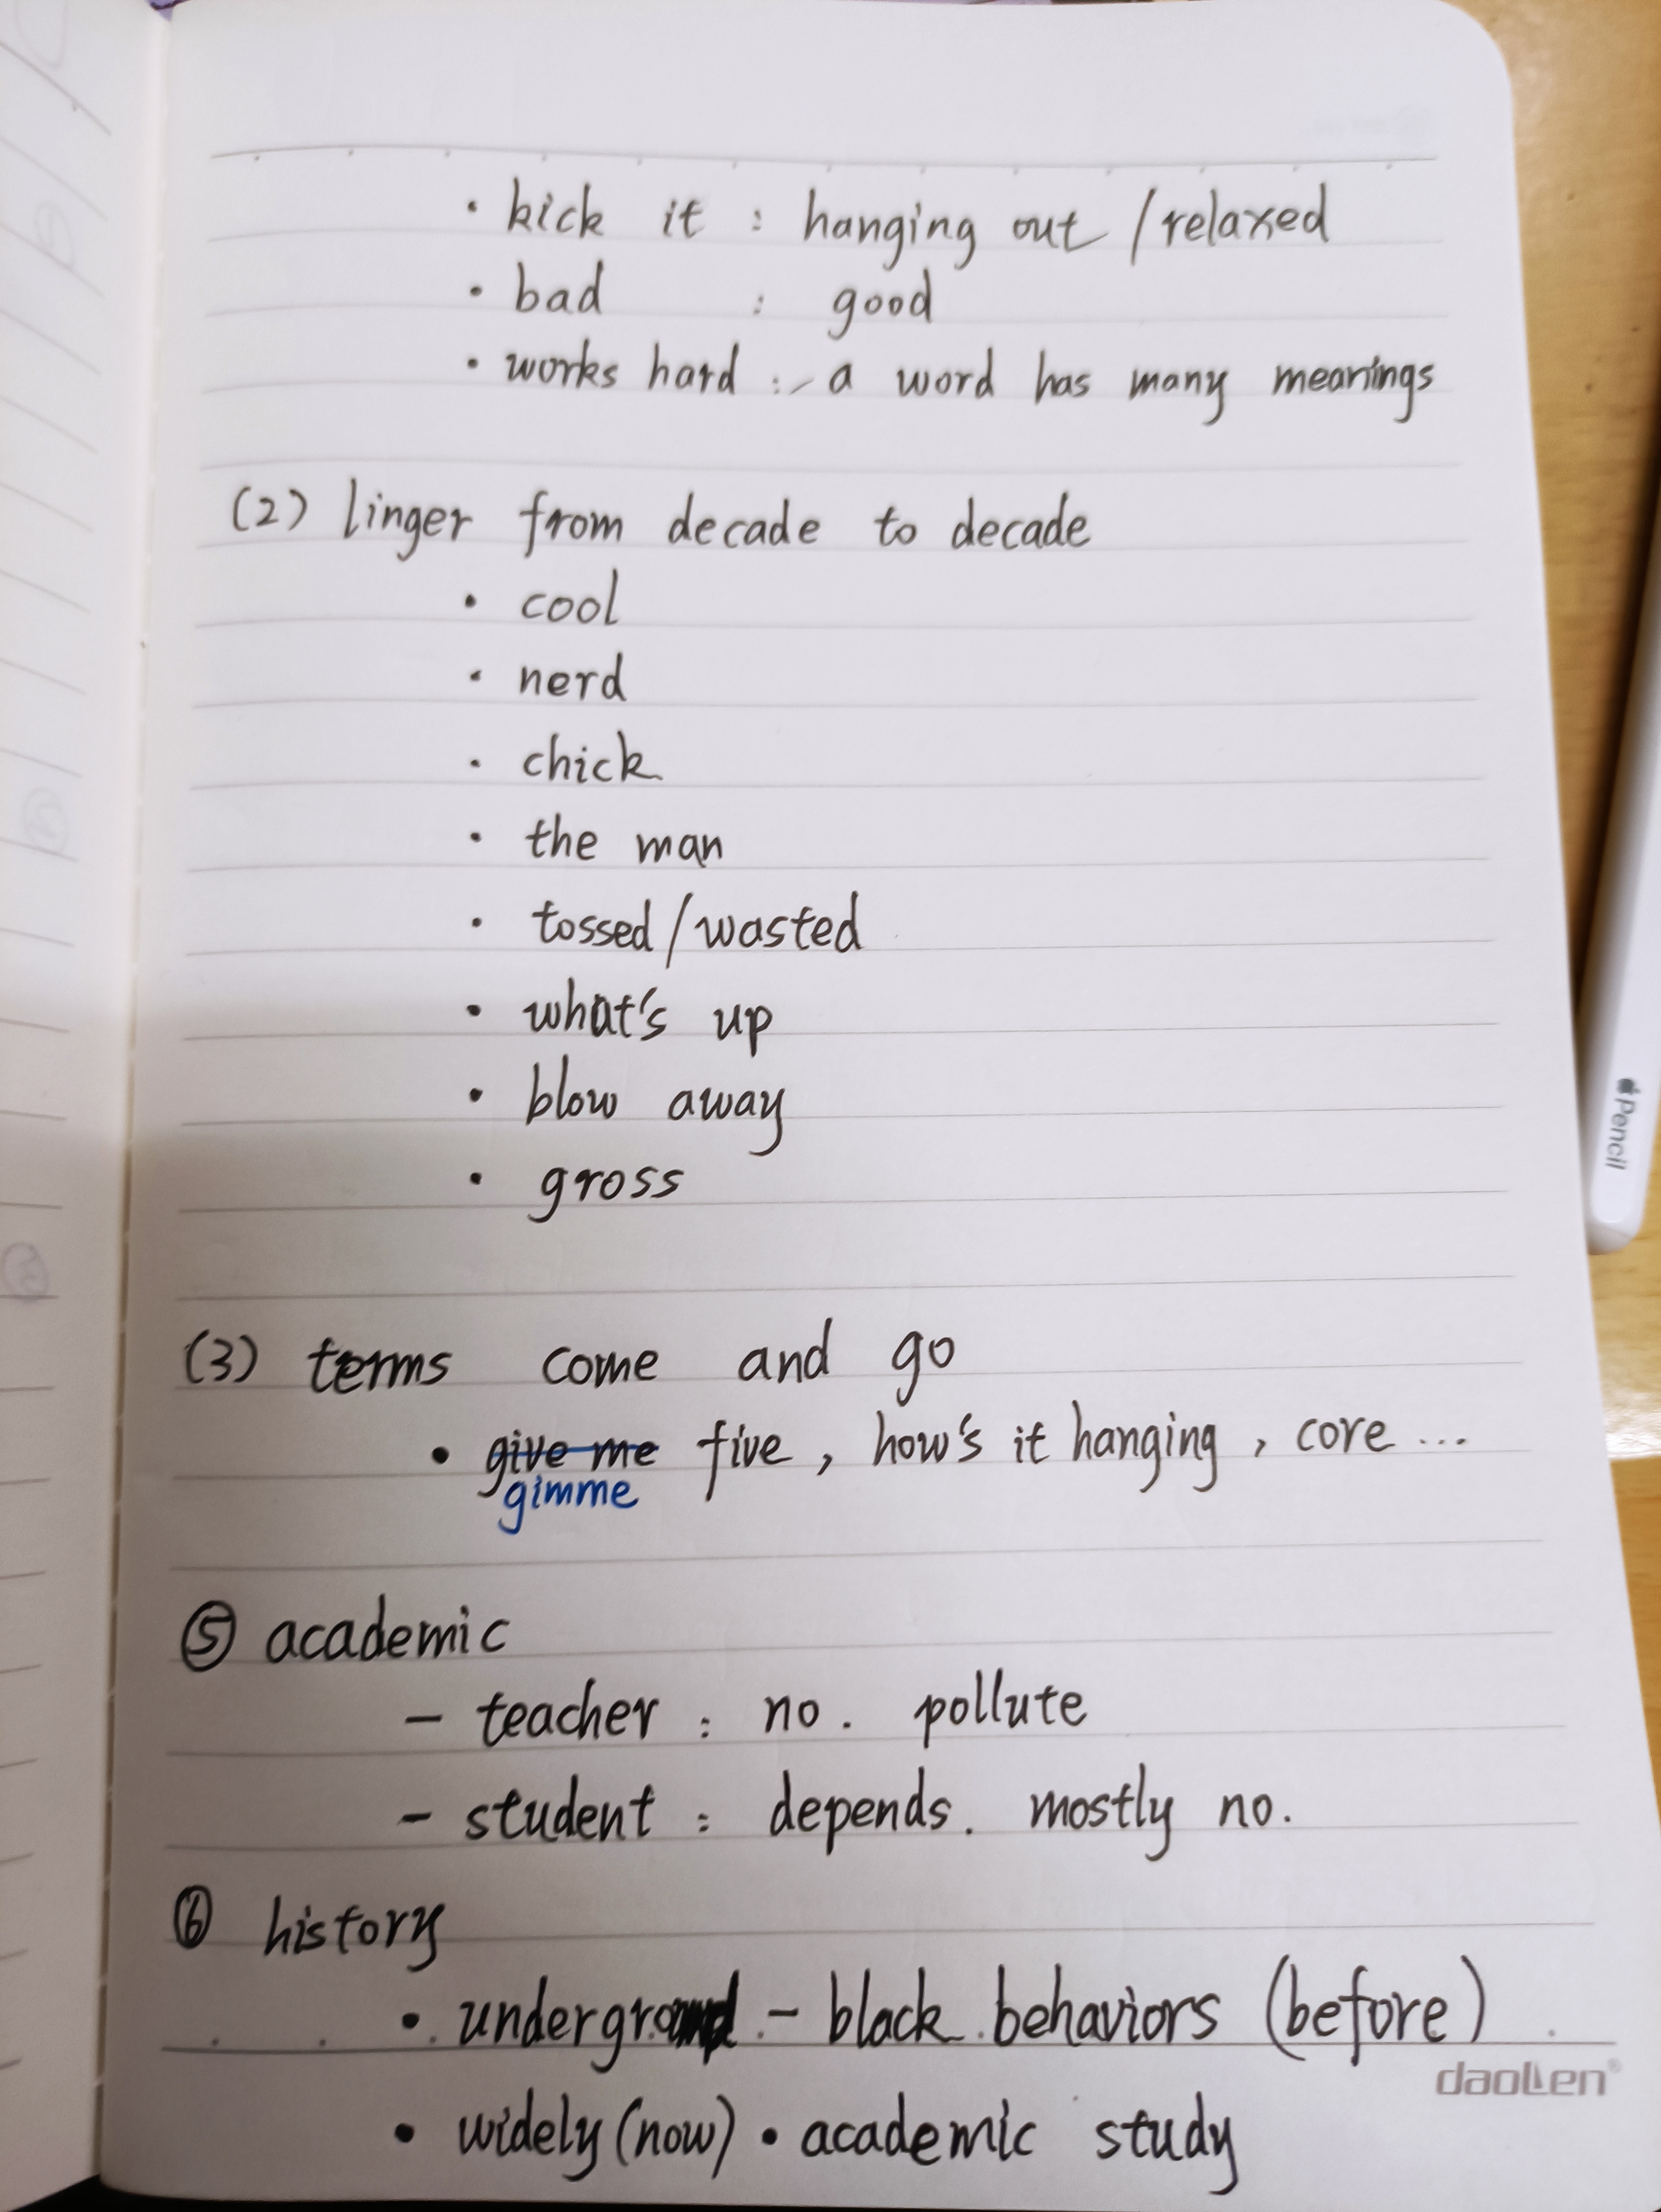 • kick it : hanging out / relaxed
• bad : good
• works hard : a word has many meanings
(2) linger from decade to decade
• cool
• nerd
• chick
• the man
• tossed / wasted
• what's up
• blow away
• gross
(3) terms come and go
• give me five , how's it hanging , core ...
gimme
⑤ academic
- teacher : no . pollute
- student : depends . mostly no .
⑥ history
• underground - black behaviors (before)
• widely (now) • academic study
daollen®
Pencil